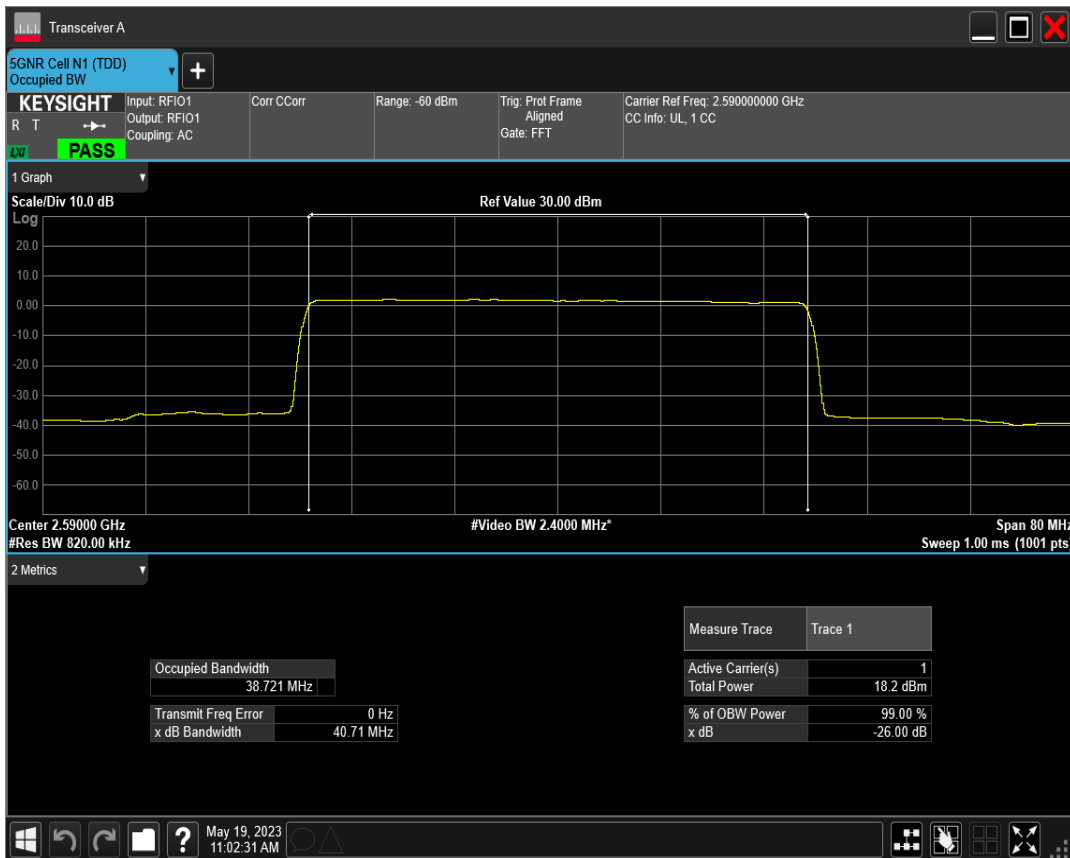 Transceiver A
5GNR Cell N1 (TDD)
Occupied BW
KEYSIGHT
R T
LXI
PASS
Input: RFIO1
Output: RFIO1
Coupling: AC
Corr CCorr
Range: -60 dBm
Trig: Prot Frame
Aligned
Gate: FFT
Carrier Ref Freq: 2.590000000 GHz
CC Info: UL, 1 CC
1 Graph
Scale/Div 10.0 dB
Ref Value 30.00 dBm
Log
20.0
10.0
0.00
-10.0
-20.0
-30.0
-40.0
-50.0
-60.0
Center 2.59000 GHz
#Video BW 2.4000 MHz*
Span 80 MHz
#Res BW 820.00 kHz
Sweep 1.00 ms (1001 pts)
2 Metrics
Measure Trace Trace 1
Occupied Bandwidth
38.721 MHz
Active Carrier(s) 1
Total Power 18.2 dBm
Transmit Freq Error 0 Hz
x dB Bandwidth 40.71 MHz
% of OBW Power 99.00 %
x dB -26.00 dB
?
May 19, 2023
11:02:31 AM